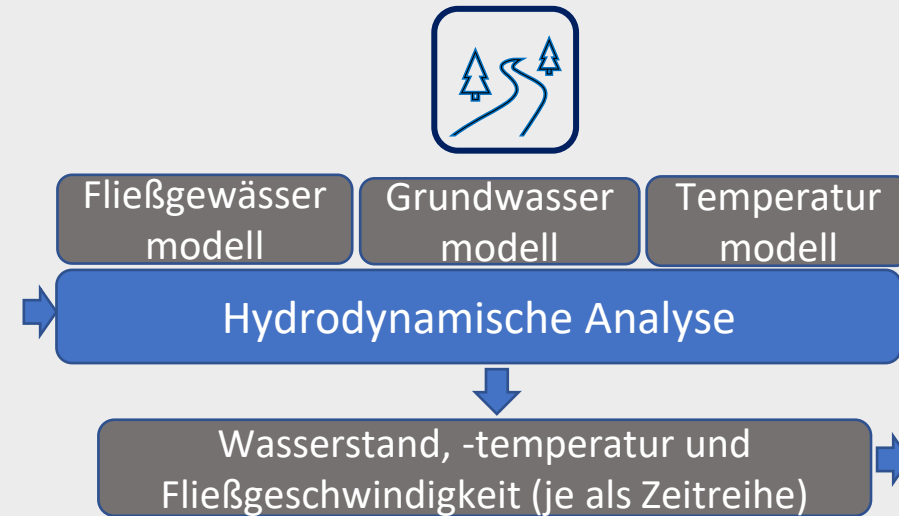 Fließgewässer
modell
Grundwasser
modell
Temperatur
modell
Hydrodynamische Analyse
Wasserstand, -temperatur und
Fließgeschwindigkeit (je als Zeitreihe)